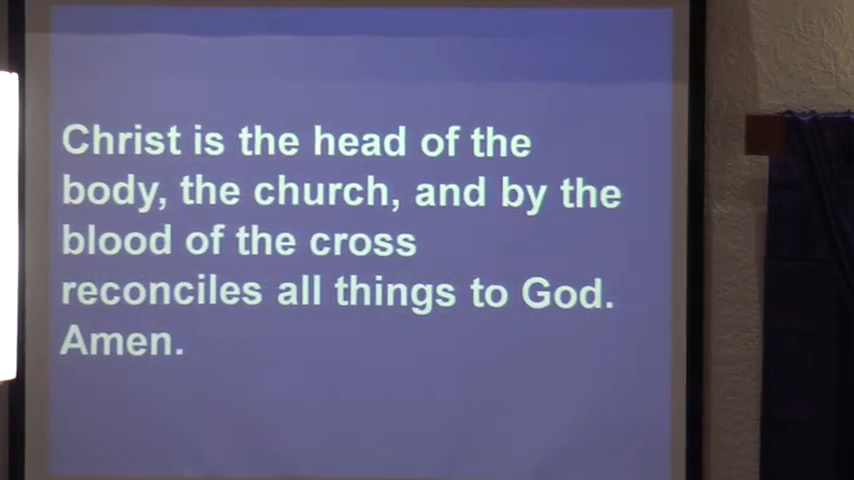 Christ is the head of the
body, the church, and by the
blood of the cross
reconciles all things to God.
Amen.